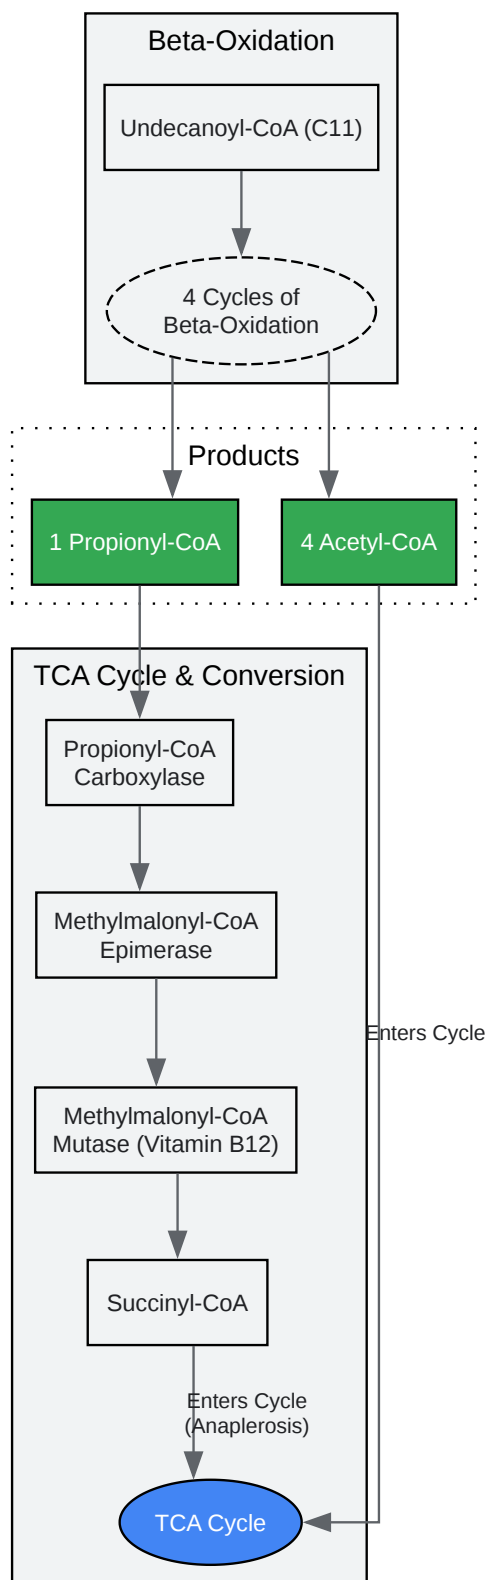 Beta-Oxidation
Undecanoyl-CoA (C11)
4 Cycles of
Beta-Oxidation
Products
1 Propionyl-CoA
4 Acetyl-CoA
TCA Cycle & Conversion
Propionyl-CoA
Carboxylase
Methylmalonyl-CoA
Epimerase
Enters Cycle
Methylmalonyl-CoA
Mutase (Vitamin B12)
Succinyl-CoA
Enters Cycle
(Anaplerosis)
TCA Cycle